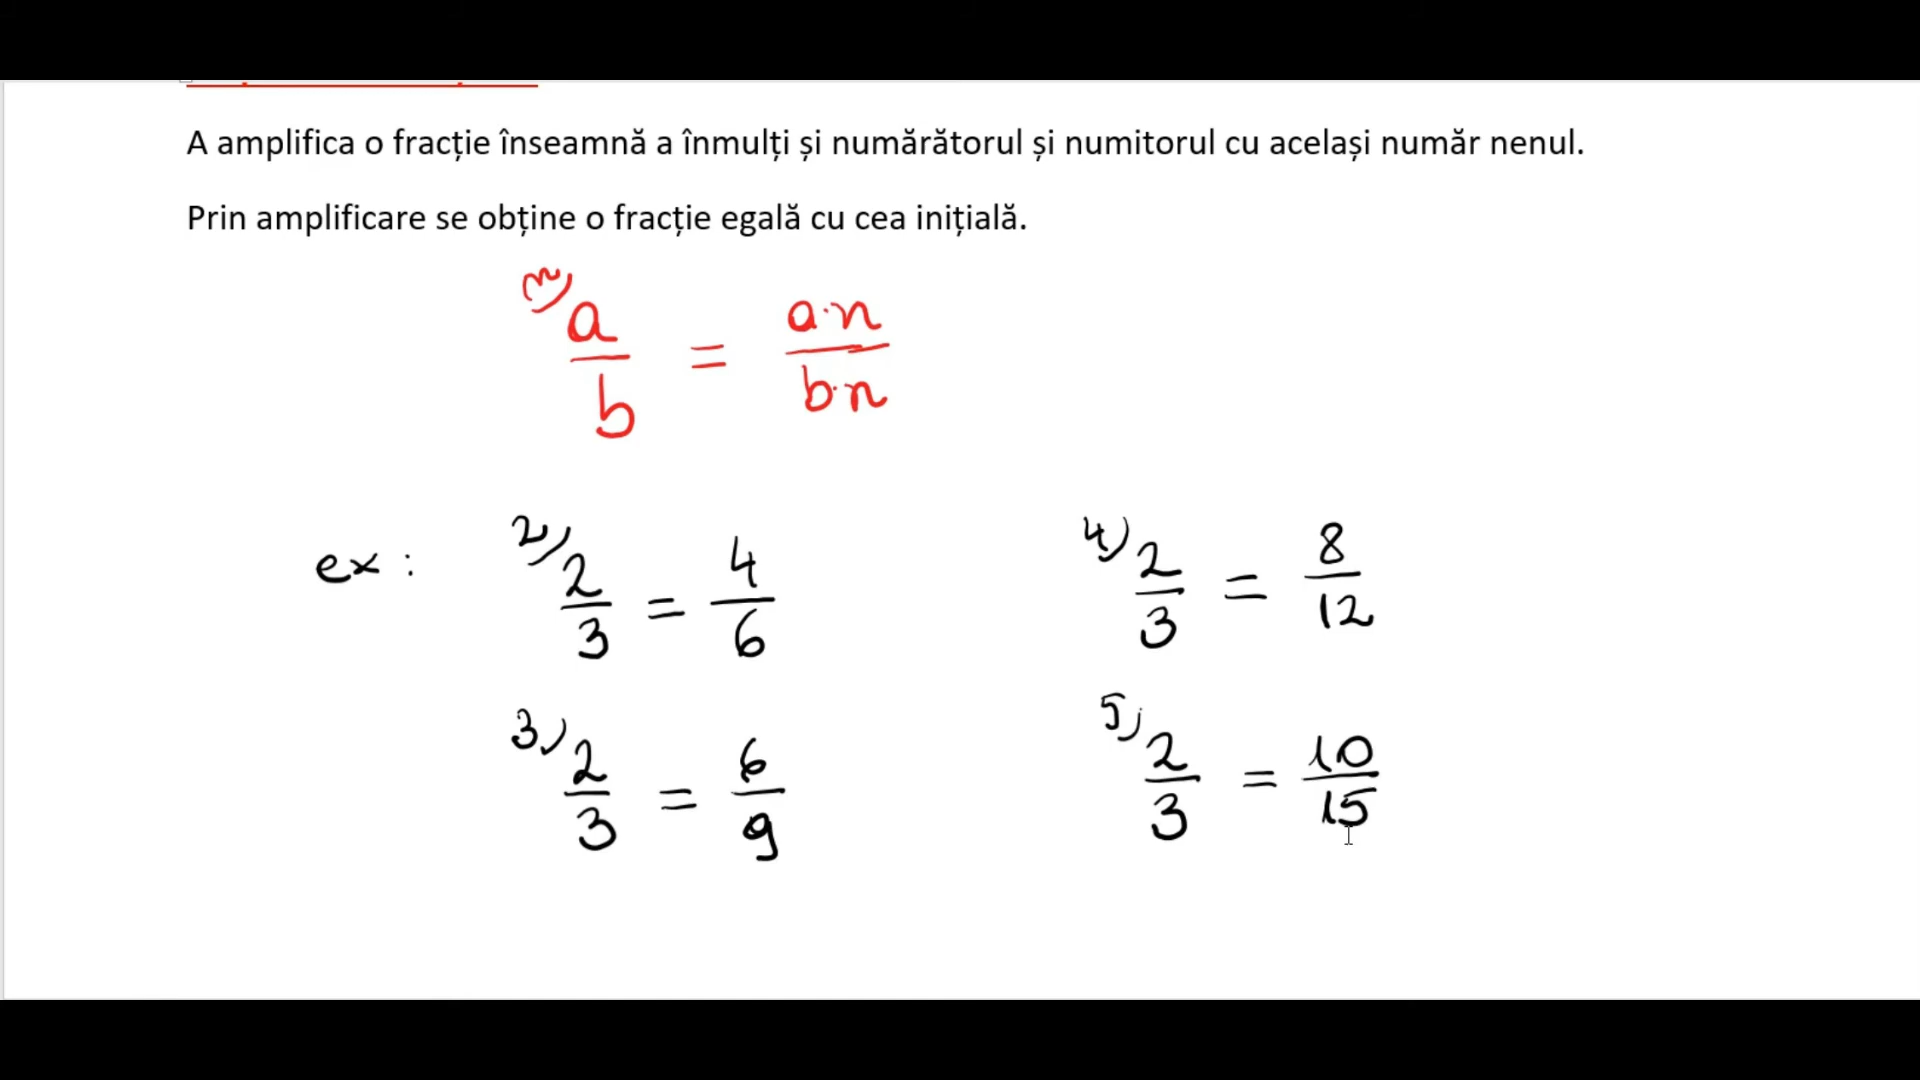 A amplifica o fracție înseamnă a înmulți și numărătorul și numitorul cu același număr nenul.
Prin amplificare se obține o fracție egală cu cea inițială.
n) a/b = a·n/b·n
ex : 2) 2/3 = 4/6
4) 2/3 = 8/12
3) 2/3 = 6/9
5) 2/3 = 10/15